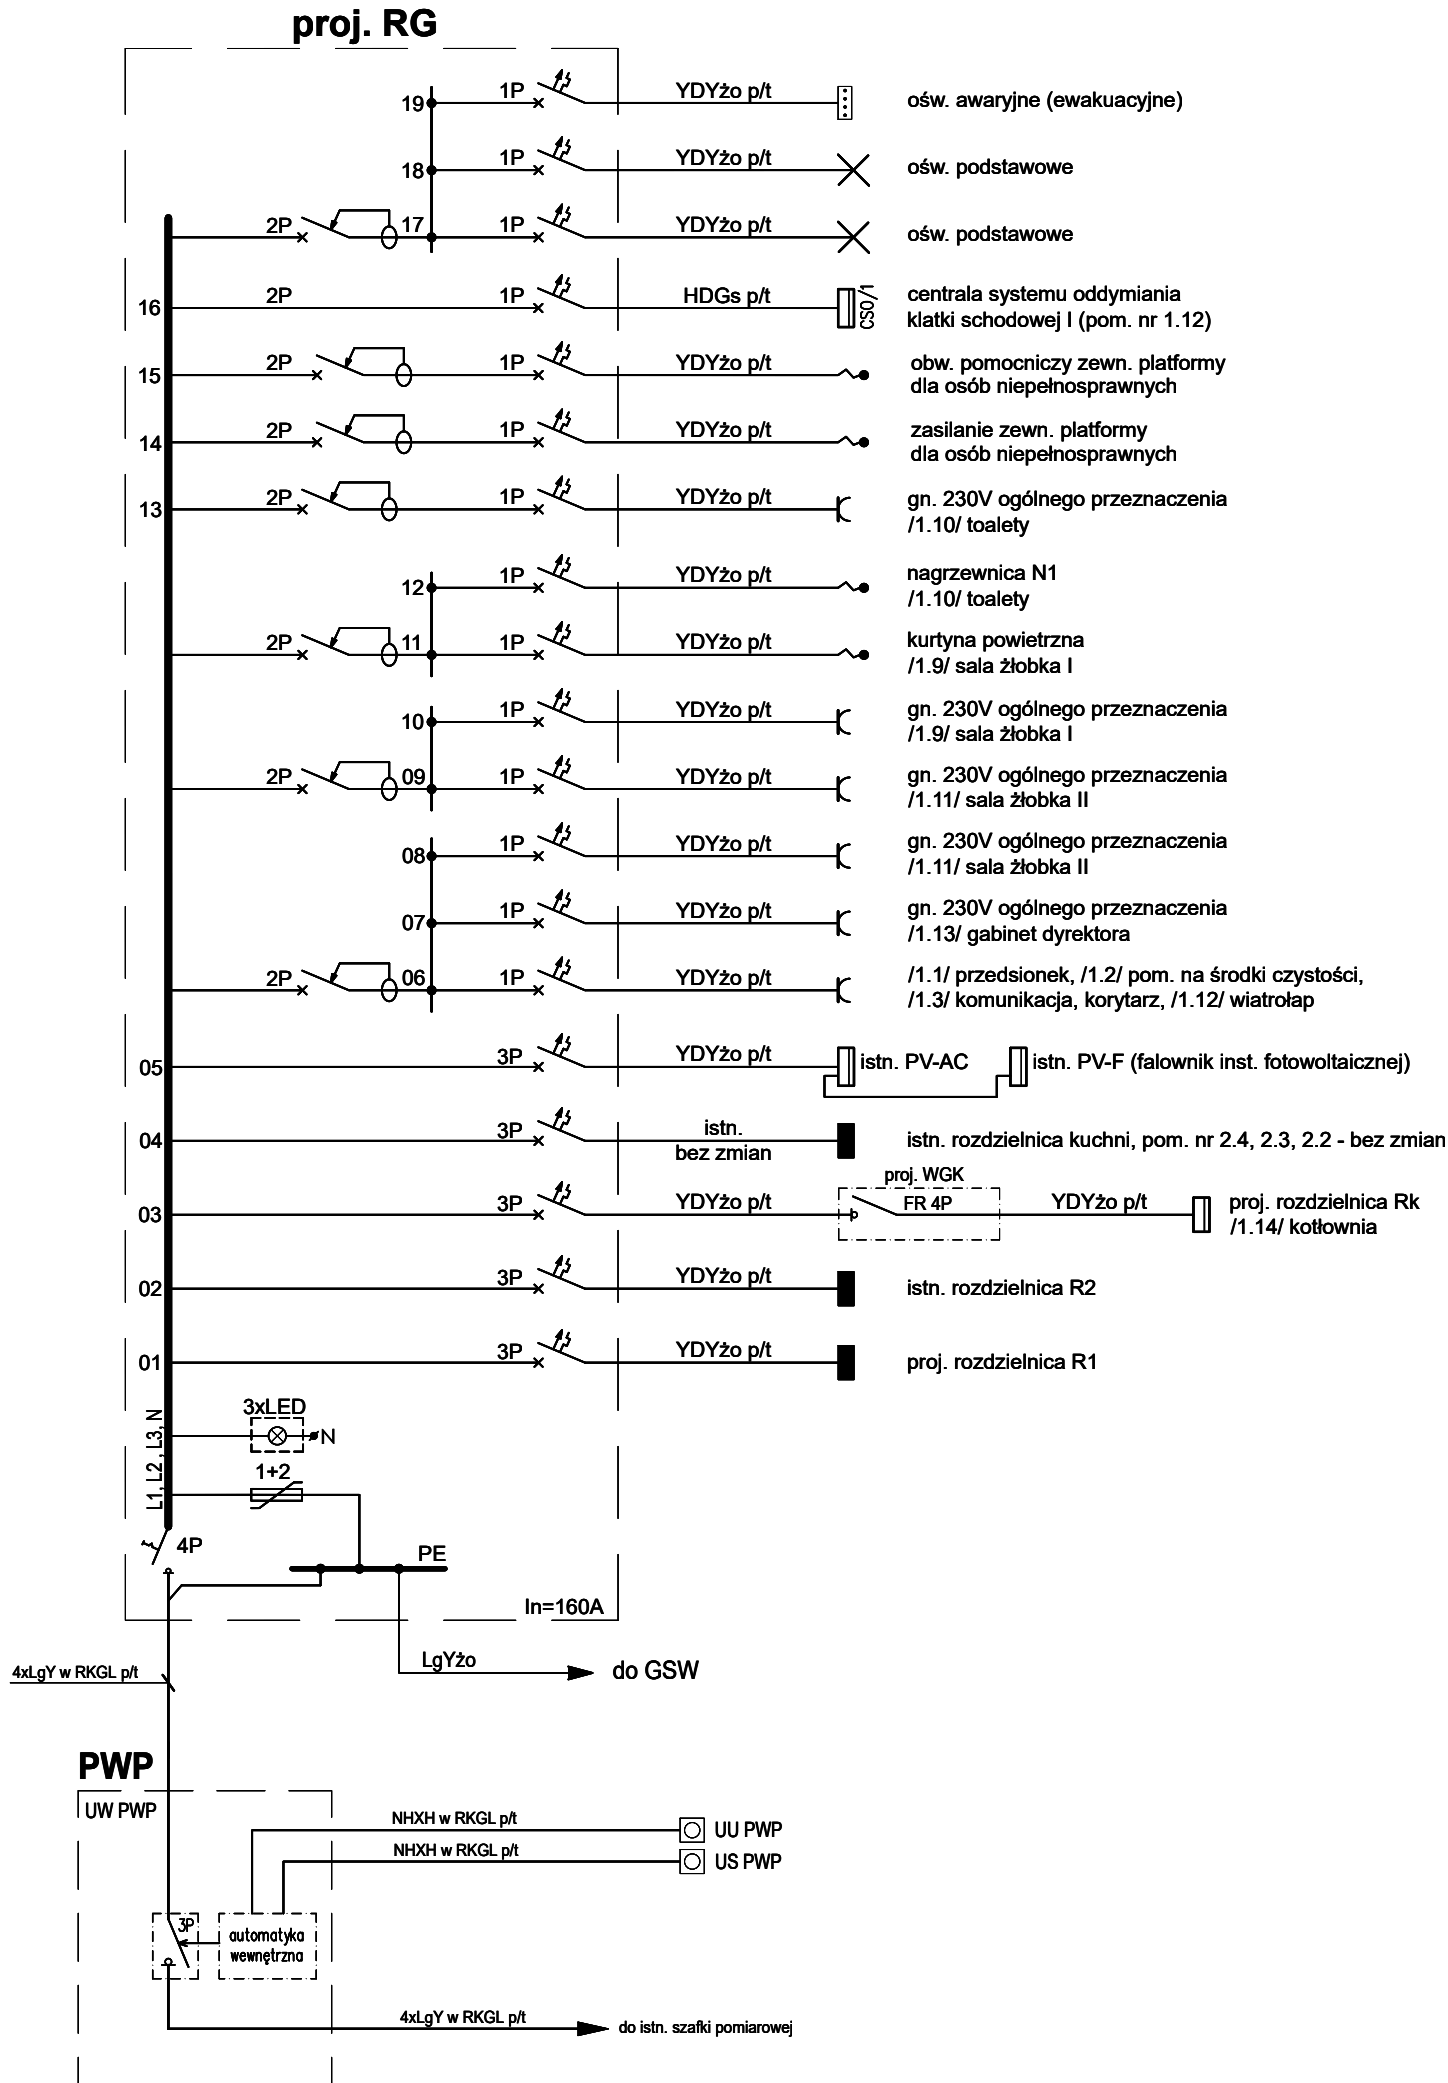 proj. RG
19 1P YDYżo p/t ośw. awaryjne (ewakuacyjne)
18 1P YDYżo p/t ośw. podstawowe
2P 17 1P YDYżo p/t ośw. podstawowe
16 2P 1P HDGs p/t CSO/1 centrala systemu oddymiania
klatki schodowej I (pom. nr 1.12)
15 2P 1P YDYżo p/t obw. pomocniczy zewn. platformy
dla osób niepełnosprawnych
14 2P 1P YDYżo p/t zasilanie zewn. platformy
dla osób niepełnosprawnych
13 2P 1P YDYżo p/t gn. 230V ogólnego przeznaczenia
/1.10/ toalety
12 1P YDYżo p/t nagrzewnica N1
/1.10/ toalety
2P 11 1P YDYżo p/t kurtyna powietrzna
/1.9/ sala żłobka I
10 1P YDYżo p/t gn. 230V ogólnego przeznaczenia
/1.9/ sala żłobka I
2P 09 1P YDYżo p/t gn. 230V ogólnego przeznaczenia
/1.11/ sala żłobka II
08 1P YDYżo p/t gn. 230V ogólnego przeznaczenia
/1.11/ sala żłobka II
07 1P YDYżo p/t gn. 230V ogólnego przeznaczenia
/1.13/ gabinet dyrektora
2P 06 1P YDYżo p/t /1.1/ przedsionek, /1.2/ pom. na środki czystości,
/1.3/ komunikacja, korytarz, /1.12/ wiatrołap
05 3P YDYżo p/t istn. PV-AC istn. PV-F (falownik inst. fotowoltaicznej)
04 3P istn. istn. rozdzielnica kuchni, pom. nr 2.4, 2.3, 2.2 - bez zmian
bez zmian
proj. WGK
03 3P YDYżo p/t FR 4P YDYżo p/t proj. rozdzielnica Rk
/1.14/ kotłownia
02 3P YDYżo p/t istn. rozdzielnica R2
01 3P YDYżo p/t proj. rozdzielnica R1
3xLED
N
L1, L2 , L3, N
1+2
4P
PE
In=160A
LgYżo do GSW
4xLgY w RKGL p/t
PWP
UW PWP
NHXH w RKGL p/t UU PWP
NHXH w RKGL p/t US PWP
3P
automatyka
wewnętrzna
4xLgY w RKGL p/t do istn. szafki pomiarowej